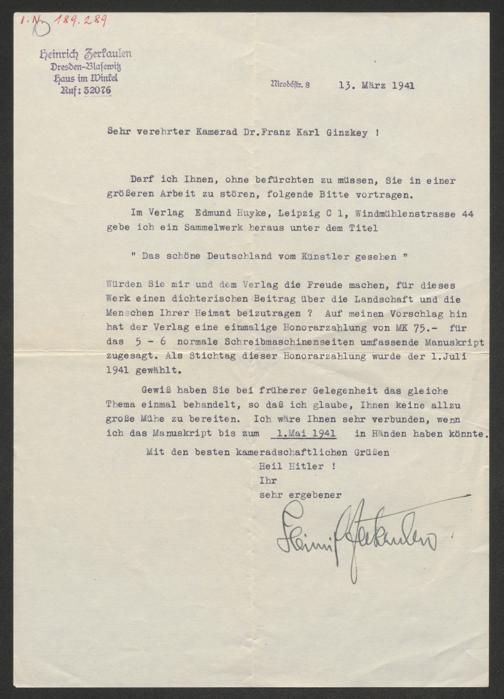 I.N. 189.289
Heinrich Zerkaulen
Dresden-Blasewitz
Haus im Winkel
Ruf: 32076
Nicodéstr. 8 13. März 1941
Sehr verehrter Kamerad Dr.Franz Karl Ginzkey !
Darf ich Ihnen, ohne befürchten zu müssen, Sie in einer
größeren Arbeit zu stören, folgende Bitte vortragen.
Im Verlag Edmund Huyke, Leipzig C 1, Windmühlenstrasse 44
gebe ich ein Sammelwerk heraus unter dem Titel
" Das schöne Deutschland vom Künstler gesehen "
Würden Sie mir und dem Verlag die Freude machen, für dieses
Werk einen dichterischen Beitrag über die Landschaft und die
Menschen Ihrer Heimat beizutragen ? Auf meinen Vorschlag hin
hat der Verlag eine einmalige Honorarzahlung von MK 75.- für
das 5 - 6 normale Schreibmaschinenseiten umfassende Manuskript
zugesagt. Als Stichtag dieser Honorarzahlung wurde der 1.Juli
1941 gewählt.
Gewiß haben Sie bei früherer Gelegenheit das gleiche
Thema einmal behandelt, so daß ich glaube, Ihnen keine allzu
große Mühe zu bereiten. Ich wäre Ihnen sehr verbunden, wenn
ich das Manuskript bis zum 1.Mai 1941 in Händen haben könnte.
Mit den besten kameradschaftlichen Grüßen
Heil Hitler !
Ihr
sehr ergebener
Heinrich Zerkaulen